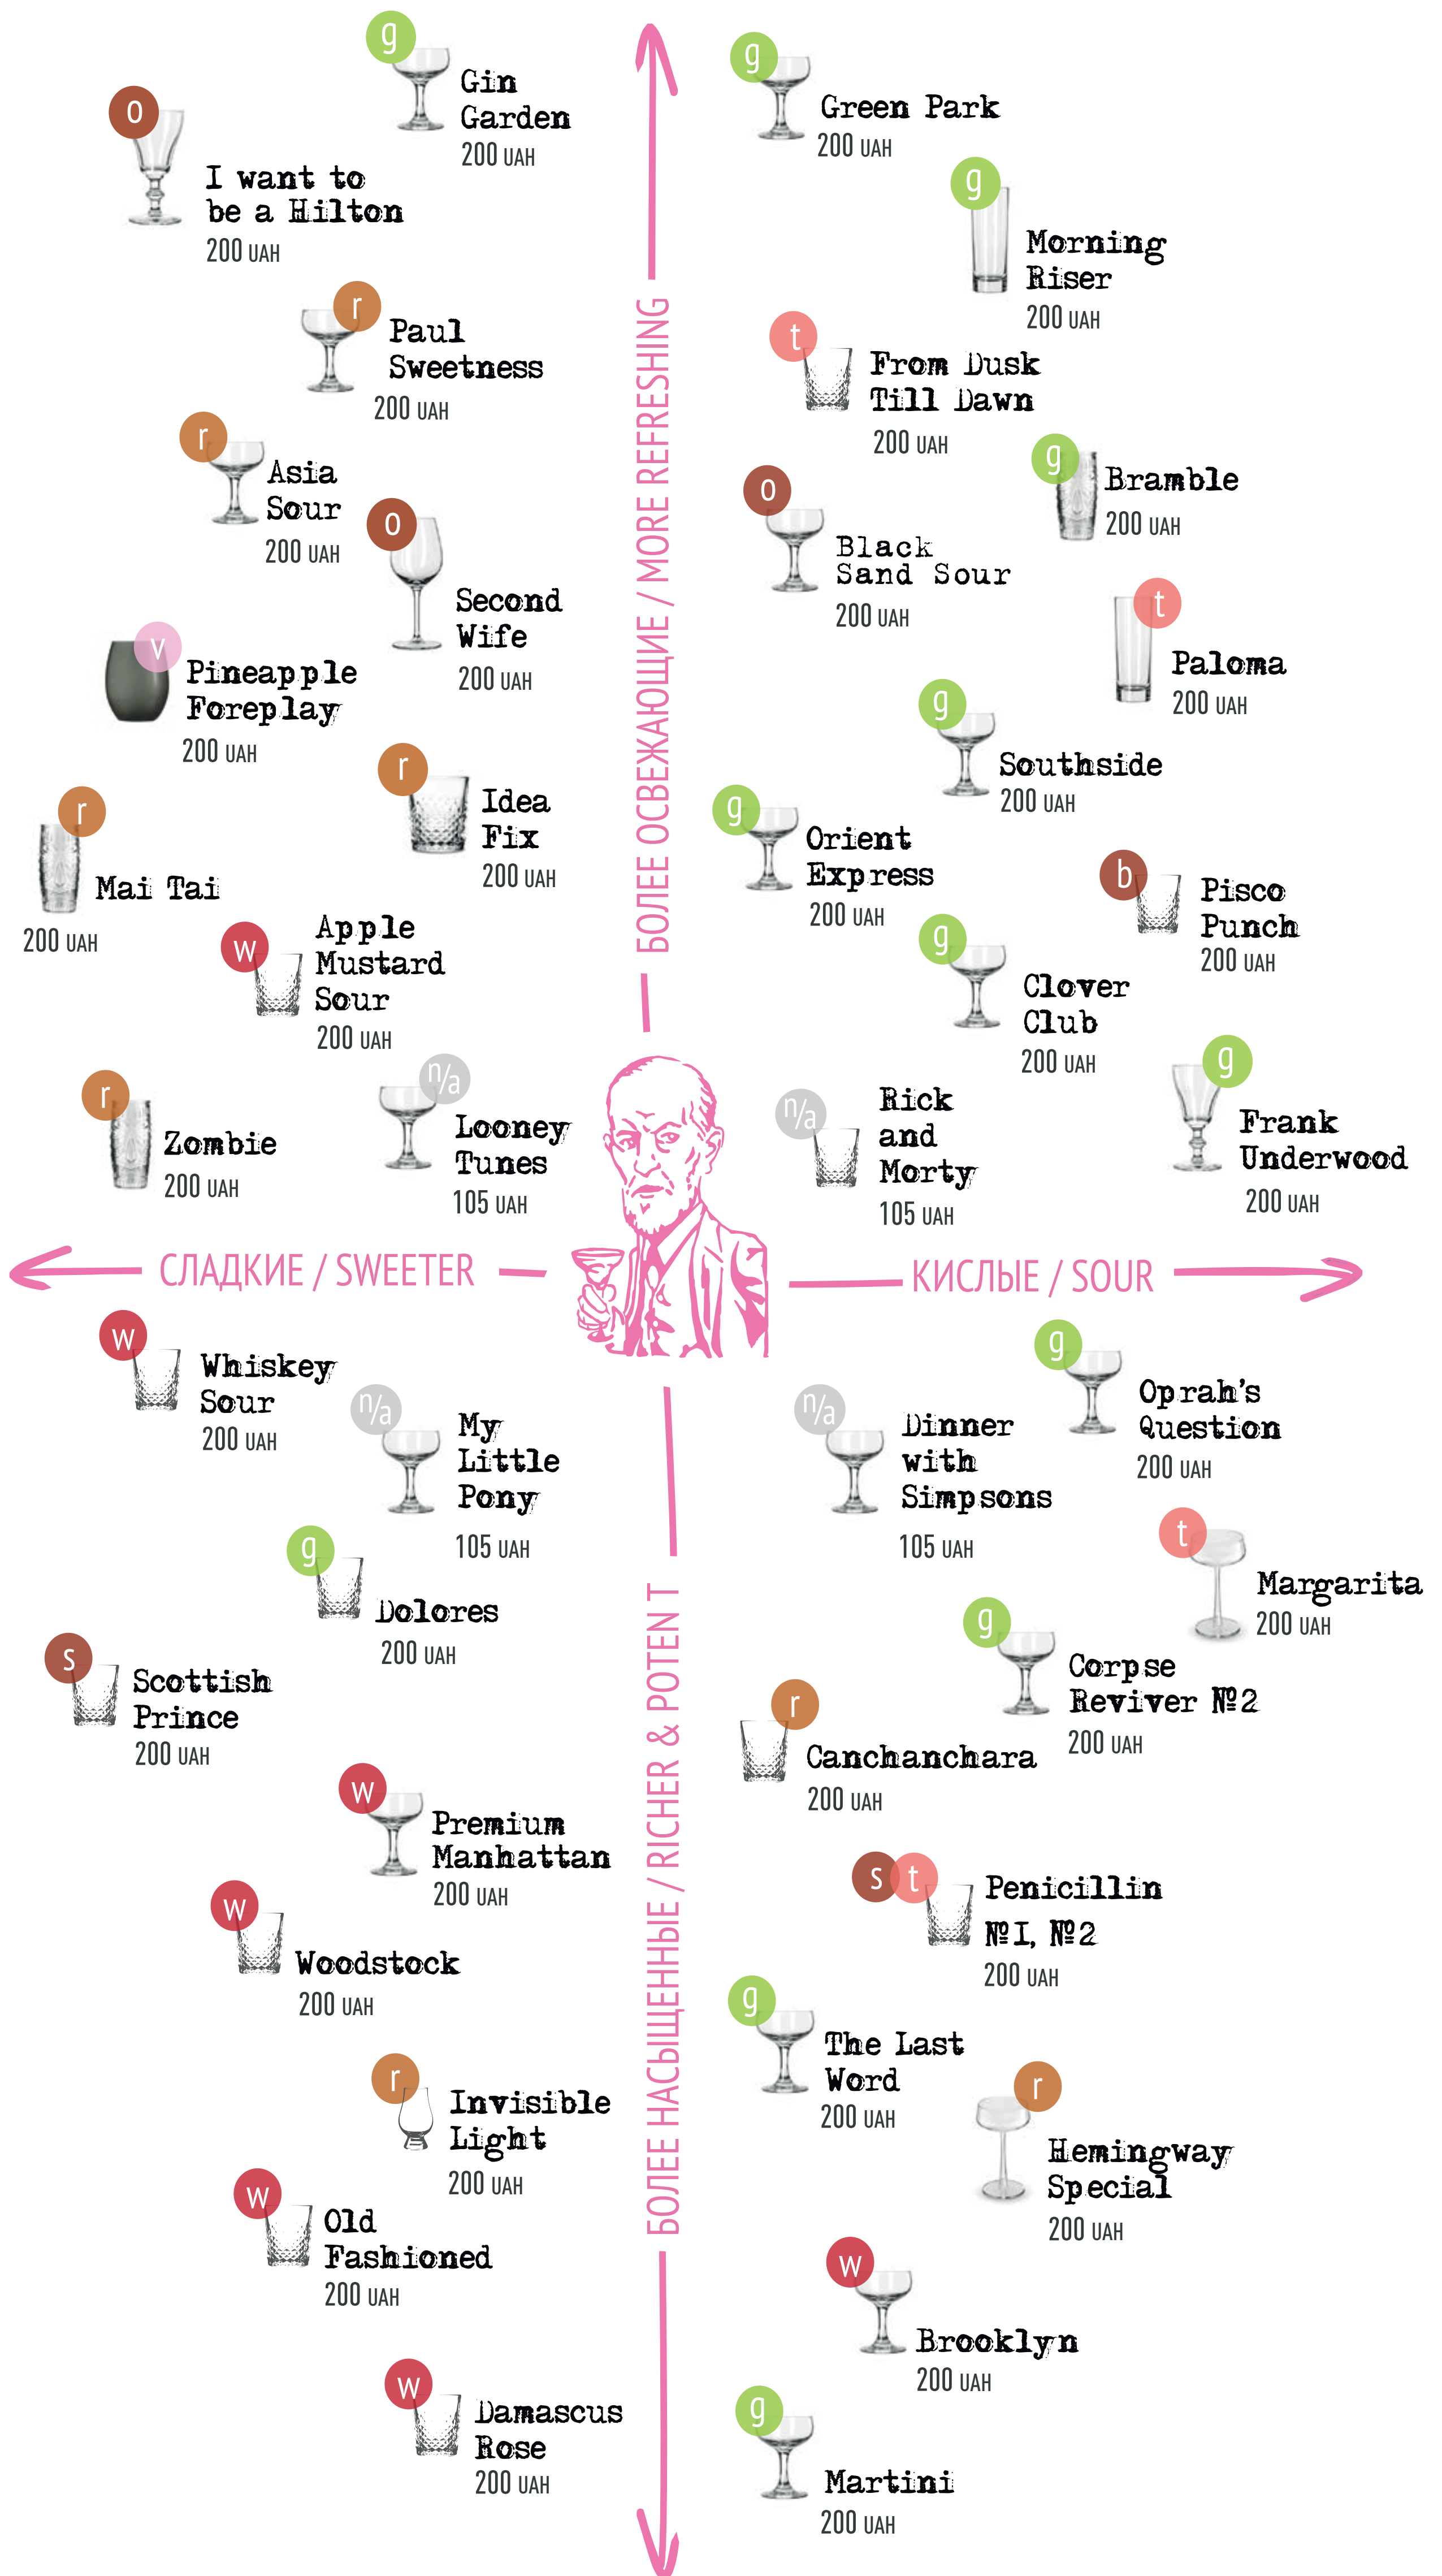 g
Gin
Garden
200 UAH
g
Green Park
200 UAH
o
I want to
be a Hilton
200 UAH
g
Morning
Riser
200 UAH
r
Paul
Sweetness
200 UAH
t
From Dusk
Till Dawn
200 UAH
r
Asia
Sour
200 UAH
g
Bramble
200 UAH
o
Second
Wife
200 UAH
o
Black
Sand Sour
200 UAH
v
Pineapple
Foreplay
200 UAH
t
Paloma
200 UAH
g
Southside
200 UAH
r
Idea
Fix
200 UAH
r
Mai Tai
200 UAH
g
Orient
Express
200 UAH
b
Pisco
Punch
200 UAH
w
Apple
Mustard
Sour
200 UAH
g
Clover
Club
200 UAH
БОЛЕЕ ОСВЕЖАЮЩИЕ / MORE REFRESHING
r
Zombie
200 UAH
n/a
Looney
Tunes
105 UAH
n/a
Rick
and
Morty
105 UAH
g
Frank
Underwood
200 UAH
СЛАДКИЕ / SWEETER
КИСЛЫЕ / SOUR
w
Whiskey
Sour
200 UAH
n/a
My
Little
Pony
105 UAH
n/a
Dinner
with
Simpsons
105 UAH
g
Oprah's
Question
200 UAH
g
Dolores
200 UAH
t
Margarita
200 UAH
s
Scottish
Prince
200 UAH
g
Corpse
Reviver №2
200 UAH
r
Canchanchara
200 UAH
w
Premium
Manhattan
200 UAH
s t
Penicillin
№1, №2
200 UAH
w
Woodstock
200 UAH
БОЛЕЕ НАСЫЩЕННЫЕ / RICHER & POTEN T
g
The Last
Word
200 UAH
r
Invisible
Light
200 UAH
r
Hemingway
Special
200 UAH
w
Old
Fashioned
200 UAH
w
Brooklyn
200 UAH
w
Damascus
Rose
200 UAH
g
Martini
200 UAH